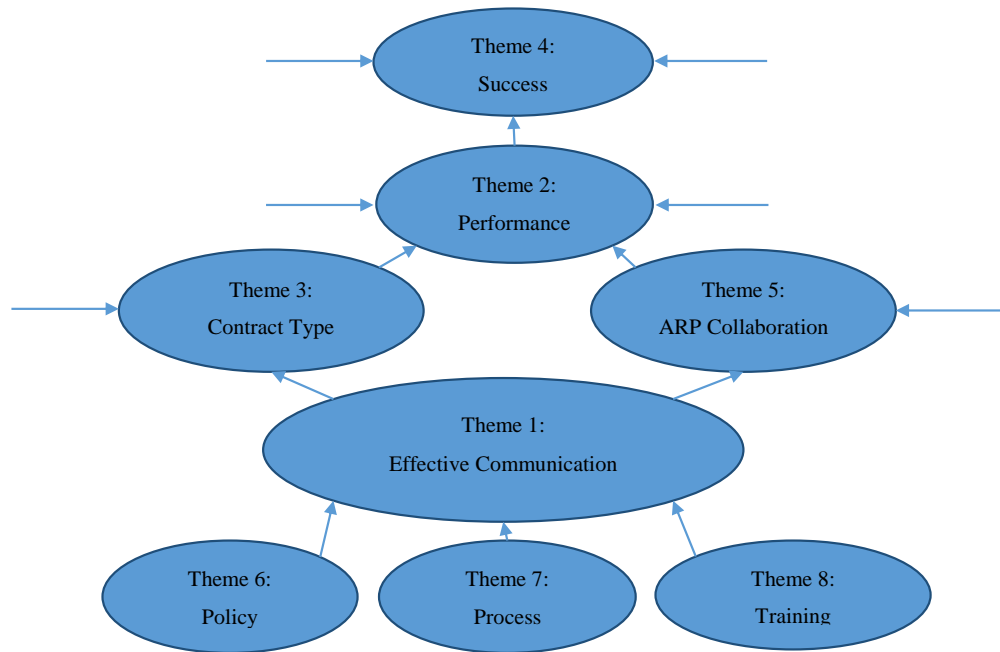 Theme 4:
Success
Theme 2:
Performance
Theme 3:
Contract Type
Theme 5:
ARP Collaboration
Theme 1:
Effective Communication
Theme 6:
Policy
Theme 7:
Process
Theme 8:
Training